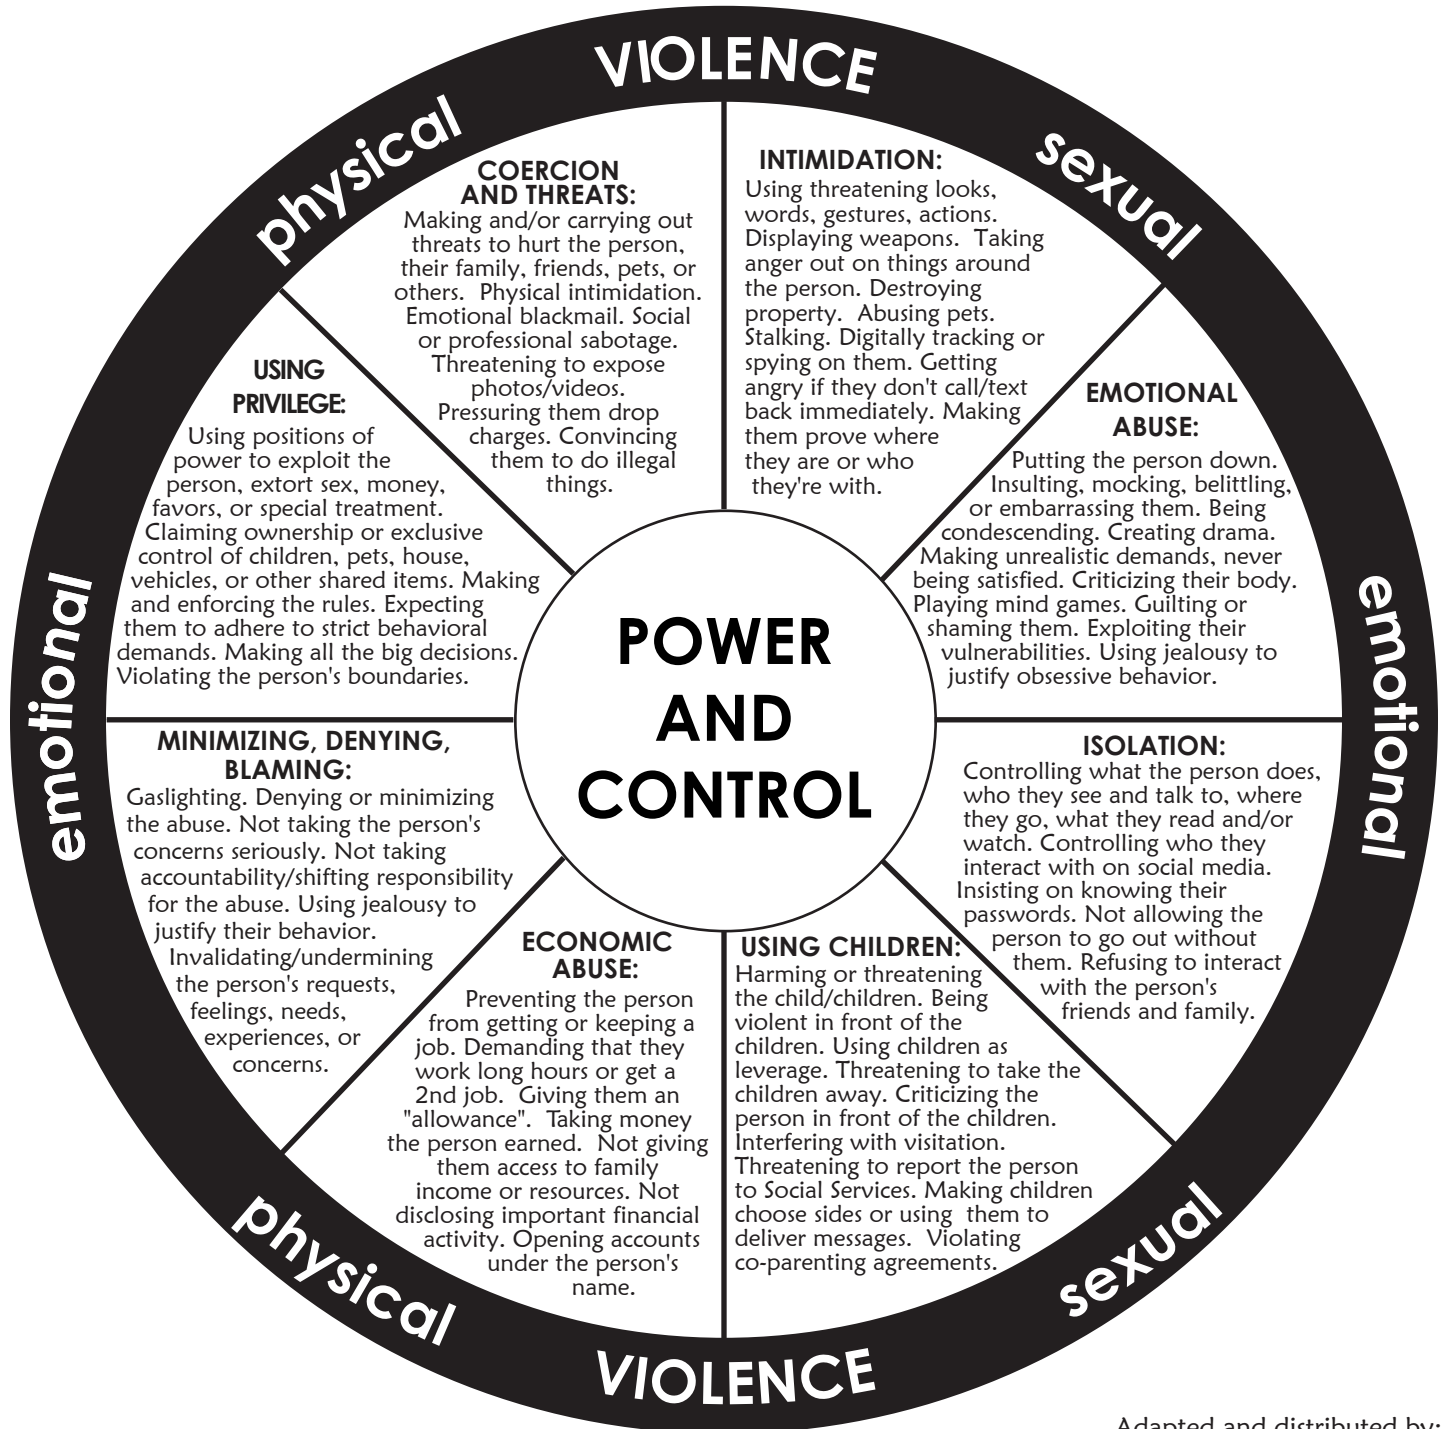 VIOLENCE
physical
sexual
COERCION
AND THREATS:
Making and/or carrying out
threats to hurt the person,
their family, friends, pets, or
others.  Physical intimidation.
Emotional blackmail. Social
or professional sabotage.
Threatening to expose
photos/videos.
Pressuring them drop
charges. Convincing
them to do illegal
things.
INTIMIDATION:
Using threatening looks,
words, gestures, actions.
Displaying weapons.  Taking
anger out on things around
the person. Destroying
property.  Abusing pets.
Stalking. Digitally tracking or
spying on them. Getting
angry if they don't call/text
back immediately. Making
them prove where
they are or who
they're with.
USING
PRIVILEGE:
Using positions of
power to exploit the
person, extort sex, money,
favors, or special treatment.
Claiming ownership or exclusive
control of children, pets, house,
vehicles, or other shared items. Making
and enforcing the rules. Expecting
them to adhere to strict behavioral
demands. Making all the big decisions.
Violating the person's boundaries.
EMOTIONAL
ABUSE:
Putting the person down.
Insulting, mocking, belittling,
or embarrassing them. Being
condescending. Creating drama.
Making unrealistic demands, never
being satisfied. Criticizing their body.
Playing mind games. Guilting or
shaming them. Exploiting their
vulnerabilities. Using jealousy to
justify obsessive behavior.
emotional
POWER
AND
CONTROL
emotional
MINIMIZING, DENYING,
BLAMING:
Gaslighting. Denying or minimizing
the abuse. Not taking the person's
concerns seriously. Not taking
accountability/shifting responsibility
for the abuse. Using jealousy to
justify their behavior.
Invalidating/undermining
the person's requests,
feelings, needs,
experiences, or
concerns.
ISOLATION:
Controlling what the person does,
who they see and talk to, where
they go, what they read and/or
watch. Controlling who they
interact with on social media.
Insisting on knowing their
passwords. Not allowing the
person to go out without
them. Refusing to interact
with the person's
friends and family.
ECONOMIC
ABUSE:
Preventing the person
from getting or keeping a
job. Demanding that they
work long hours or get a
2nd job.  Giving them an
"allowance".  Taking money
the person earned.  Not giving
them access to family
income or resources. Not
disclosing important financial
activity. Opening accounts
under the person's
name.
USING CHILDREN:
Harming or threatening
the child/children. Being
violent in front of the
children. Using children as
leverage. Threatening to take the
children away. Criticizing the
person in front of the children.
Interfering with visitation.
Threatening to report the person
to Social Services. Making children
choose sides or using  them to
deliver messages.  Violating
co-parenting agreements.
physical
sexual
VIOLENCE
Adapted and distributed by: